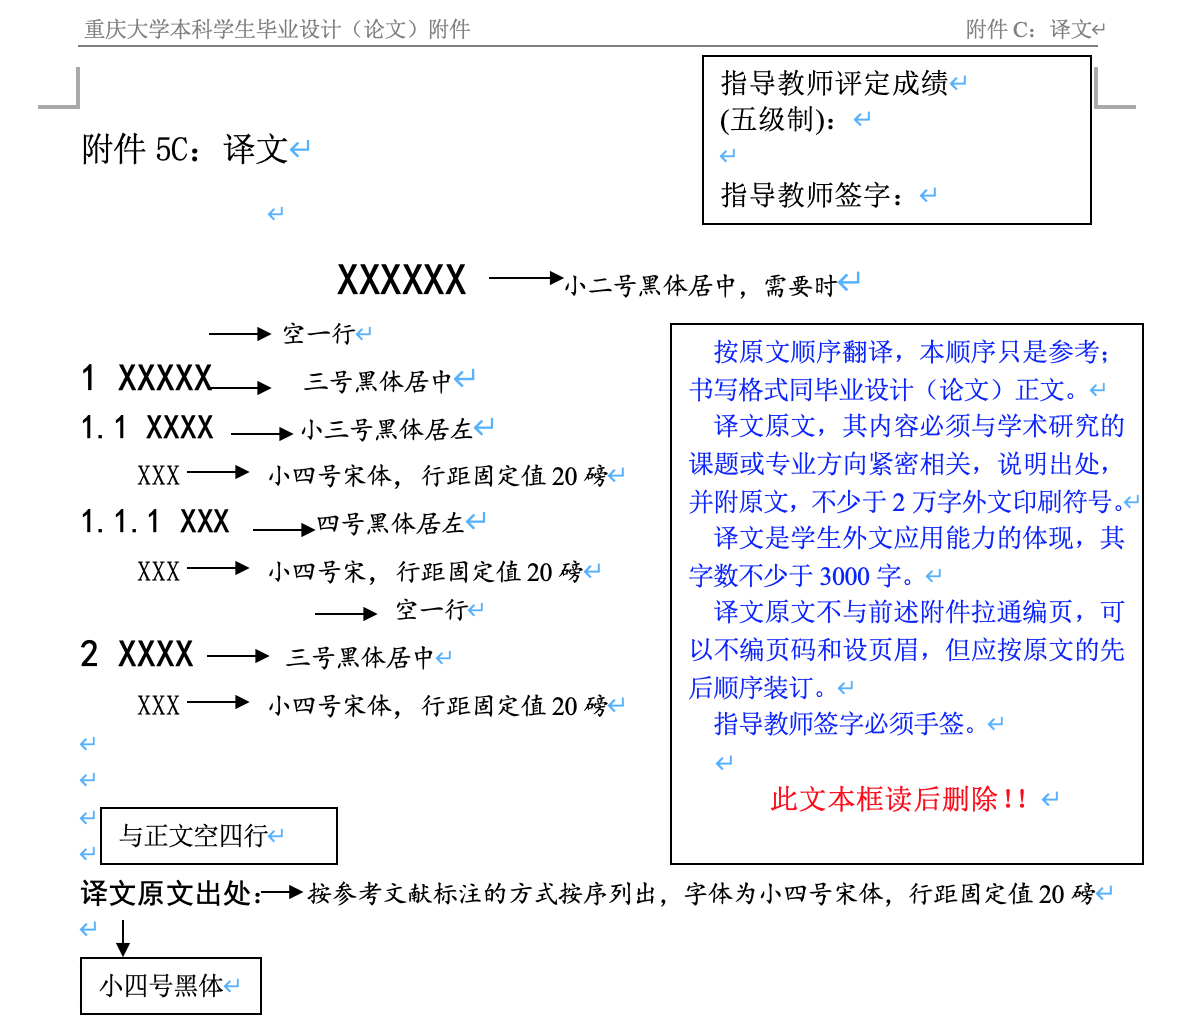 重庆大学本科学生毕业设计（论文）附件 附件 C：译文
指导教师评定成绩
(五级制)：
指导教师签字：
附件 5C：译文
XXXXXX 小二号黑体居中，需要时
空一行
1 XXXXX 三号黑体居中
1.1 XXXX 小三号黑体居左
XXX 小四号宋体，行距固定值 20 磅
1.1.1 XXX 四号黑体居左
XXX 小四号宋，行距固定值 20 磅
空一行
2 XXXX 三号黑体居中
XXX 小四号宋体，行距固定值 20 磅
按原文顺序翻译，本顺序只是参考；
书写格式同毕业设计（论文）正文。
译文原文，其内容必须与学术研究的
课题或专业方向紧密相关，说明出处，
并附原文，不少于 2 万字外文印刷符号。
译文是学生外文应用能力的体现，其
字数不少于 3000 字。
译文原文不与前述附件拉通编页，可
以不编页码和设页眉，但应按原文的先
后顺序装订。
指导教师签字必须手签。
此文本框读后删除!!
与正文空四行
译文原文出处: 按参考文献标注的方式按序列出，字体为小四号宋体，行距固定值 20 磅
小四号黑体